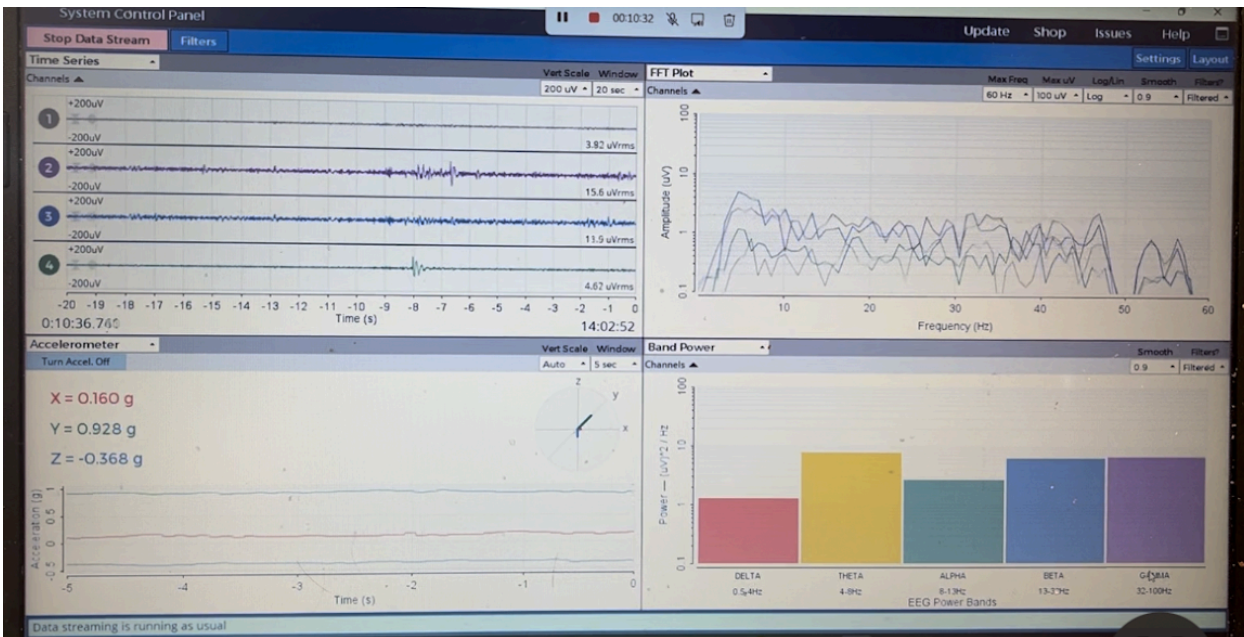 System Control Panel
00:10:32
Stop Data Stream
Filters
Update
Shop
Issues
Help
Settings
Layout
Time Series
Channels
Vert Scale
Window
200 uV
20 sec
1
+200uV
-200uV
3.92 uVrms
2
+200uV
-200uV
15.6 uVrms
3
+200uV
-200uV
13.9 uVrms
4
+200uV
-200uV
4.62 uVrms
-20 -19 -18 -17 -16 -15 -14 -13 -12 -11 -10 -9 -8 -7 -6 -5 -4 -3 -2 -1 0
Time (s)
14:02:52
FFT Plot
Channels
Max Freq
Max uV
Log/Lin
Smooth
Filters?
60 Hz
100 uV
Log
0.9
Filtered
Amplitude (uV)
100
10
1
0.1
10 20 30 40 50 60
Frequency (Hz)
Accelerometer
Turn Accel. Off
Vert Scale
Window
Auto
5 sec
X = 0.160 g
Y = 0.928 g
Z = -0.368 g
z
y
x
Acceleration (g)
1
0.5
0
-0.5
-5 -4 -3 -2 -1 0
Time (s)
Band Power
Channels
Smooth
Filters?
0.9
Filtered
Power — (uV)^2 / Hz
100
10
1
0.1
DELTA
THETA
ALPHA
BETA
4-8Hz
8-13Hz
32-100Hz
EEG Power Bands
Data streaming is running as usual